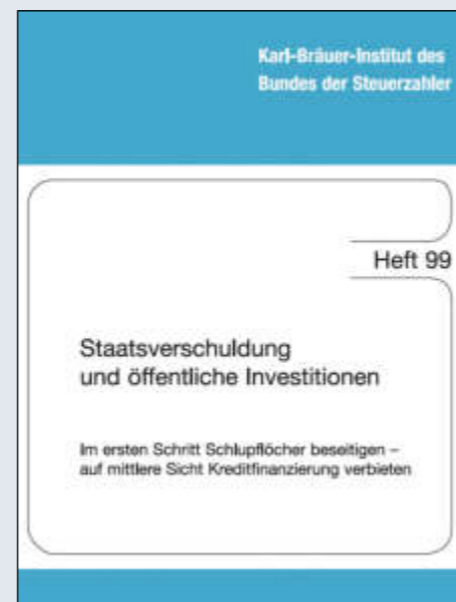 Karl-Bräuer-Institut des
Bundes der Steuerzahler
Heft 99
Staatsverschuldung
und öffentliche Investitionen
Im ersten Schritt Schlupflöcher beseitigen –
auf mittlere Sicht Kreditfinanzierung verbieten